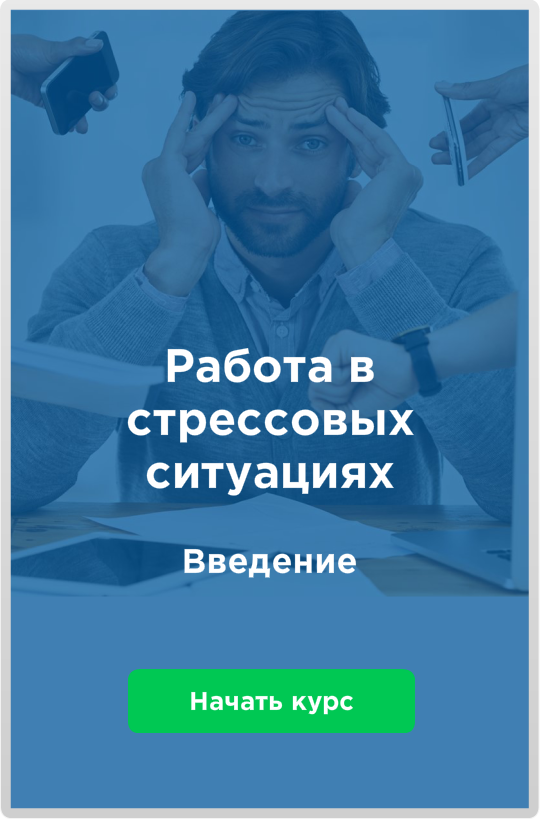 Работа в
стрессовых
ситуациях
Введение
Начать курс